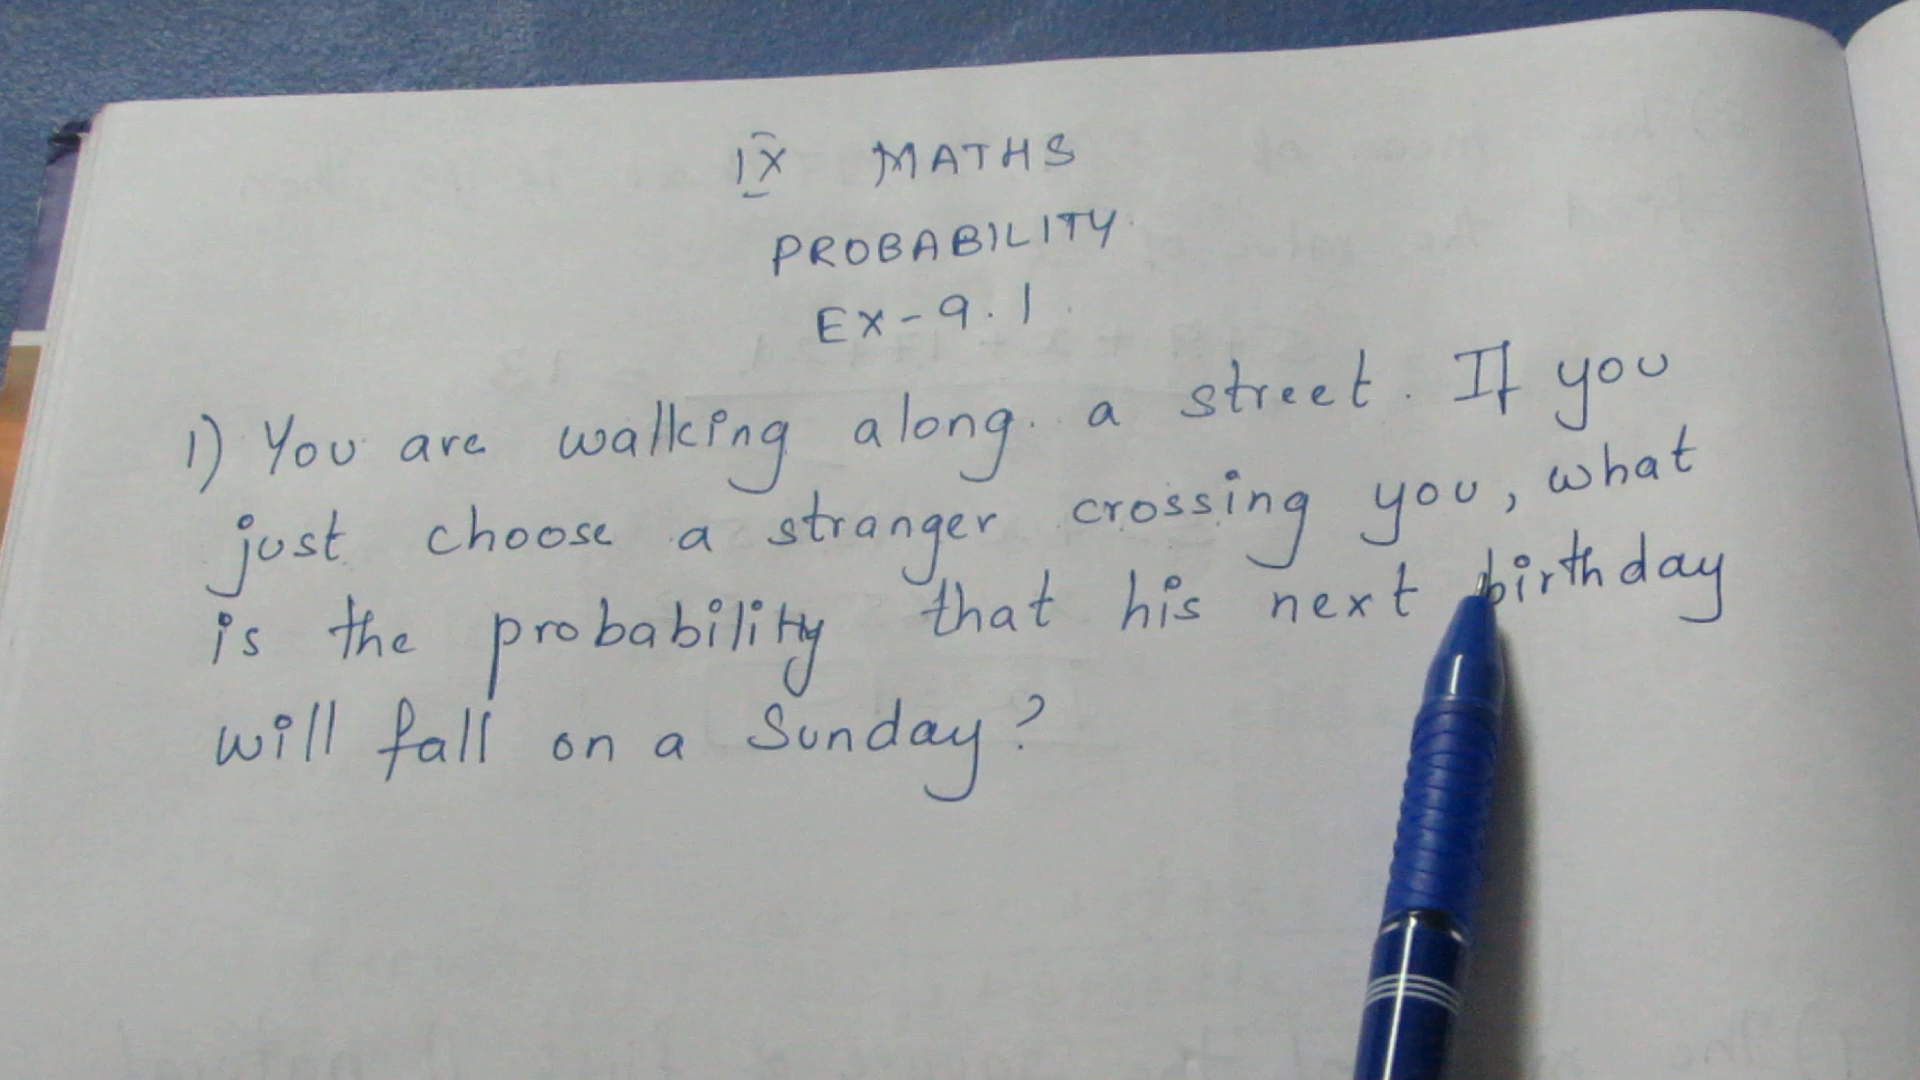 IX MATHS
PROBABILITY
EX-9.1
1) You are walking along a street. If you
just choose a stranger crossing you, what
is the probability that his next birthday
will fall on a Sunday?